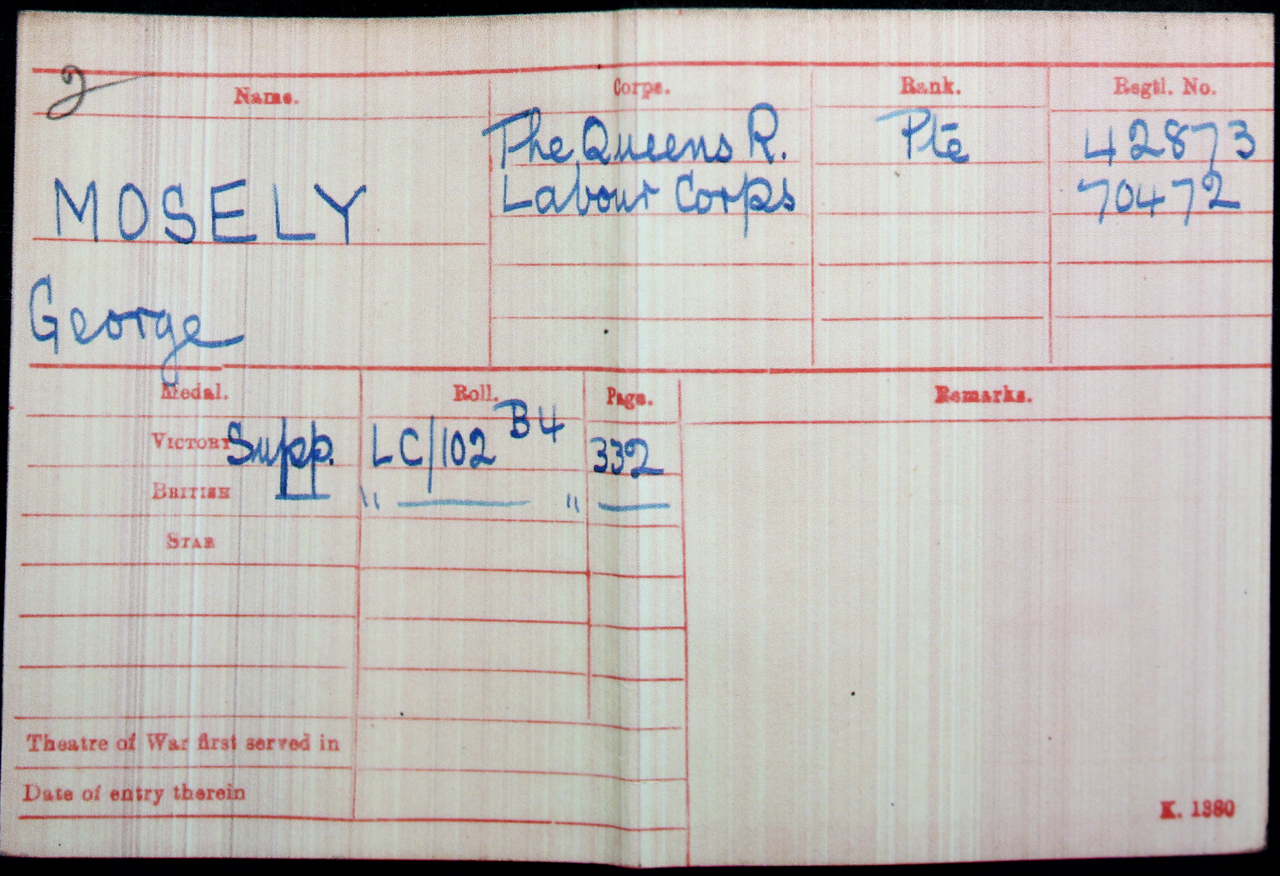 2
Name. Corps. Rank. Regtl. No.
The Queens R. Pte 42873
MOSELY Labour Corps 70472
George
Medal. Roll. Page. Remarks.
VICTORY Supp. LC/102 B4 332
BRITISH " —— " ——
STAR
Theatre of War first served in
Date of entry therein
K. 1380